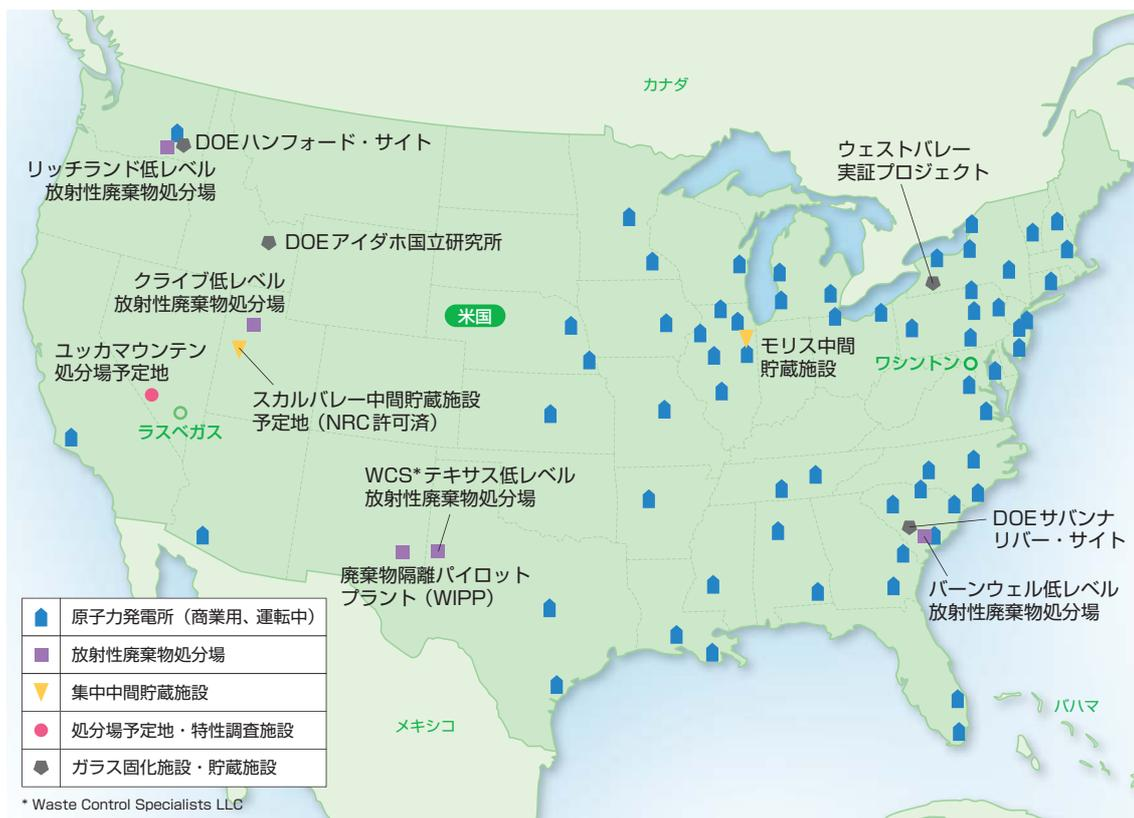 カナダ
DOEハンフォード・サイト
リッチランド低レベル
放射性廃棄物処分場
ウェストバレー
実証プロジェクト
DOEアイダホ国立研究所
クライブ低レベル
放射性廃棄物処分場
米国
ユッカマウンテン
処分場予定地
モリス中間
貯蔵施設
ワシントン
スカルバレー中間貯蔵施設
予定地（NRC許可済）
ラスベガス
WCS*テキサス低レベル
放射性廃棄物処分場
DOEサバンナ
リバー・サイト
廃棄物隔離パイロット
プラント（WIPP）
バーンウェル低レベル
放射性廃棄物処分場
メキシコ
バハマ
原子力発電所（商業用、運転中）
放射性廃棄物処分場
集中中間貯蔵施設
処分場予定地・特性調査施設
ガラス固化施設・貯蔵施設
* Waste Control Specialists LLC